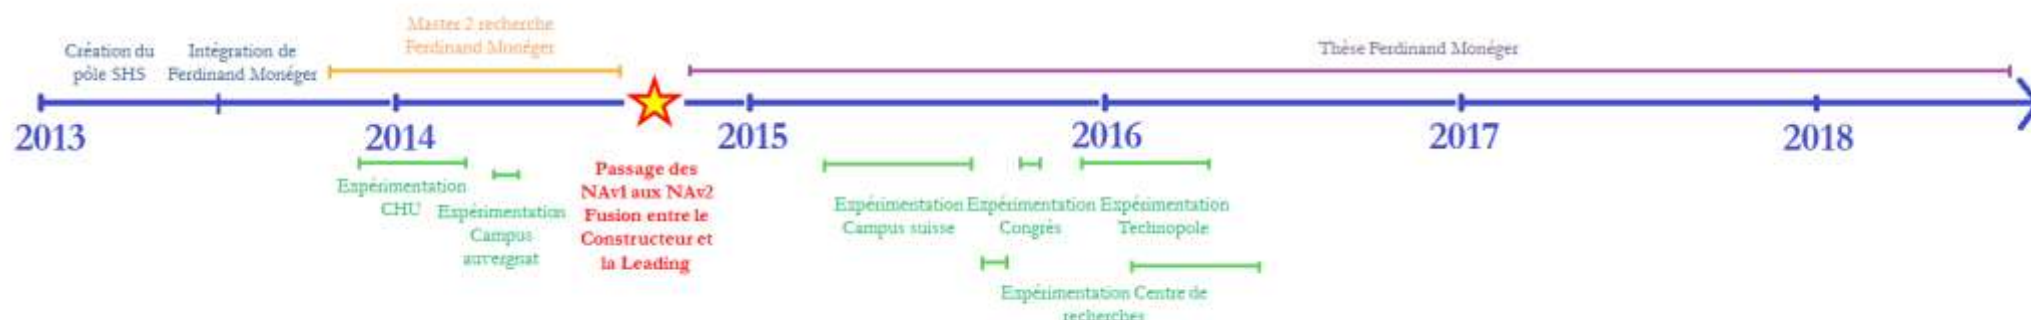 Création du
pôle SHS
Intégration de
Ferdinand Monéger
Master 2 recherche
Ferdinand Monéger
Thèse Ferdinand Monéger
2013
2014
2015
2016
2017
2018
Expérimentation
CHU
Expérimentation
Campus
auvergnat
Passage des
NAv1 aux NAv2
Fusion entre le
Constructeur et
la Leading
Expérimentation
Campus suisse
Expérimentation
Congrès
Expérimentation
Technopole
Expérimentation Centre de
recherches